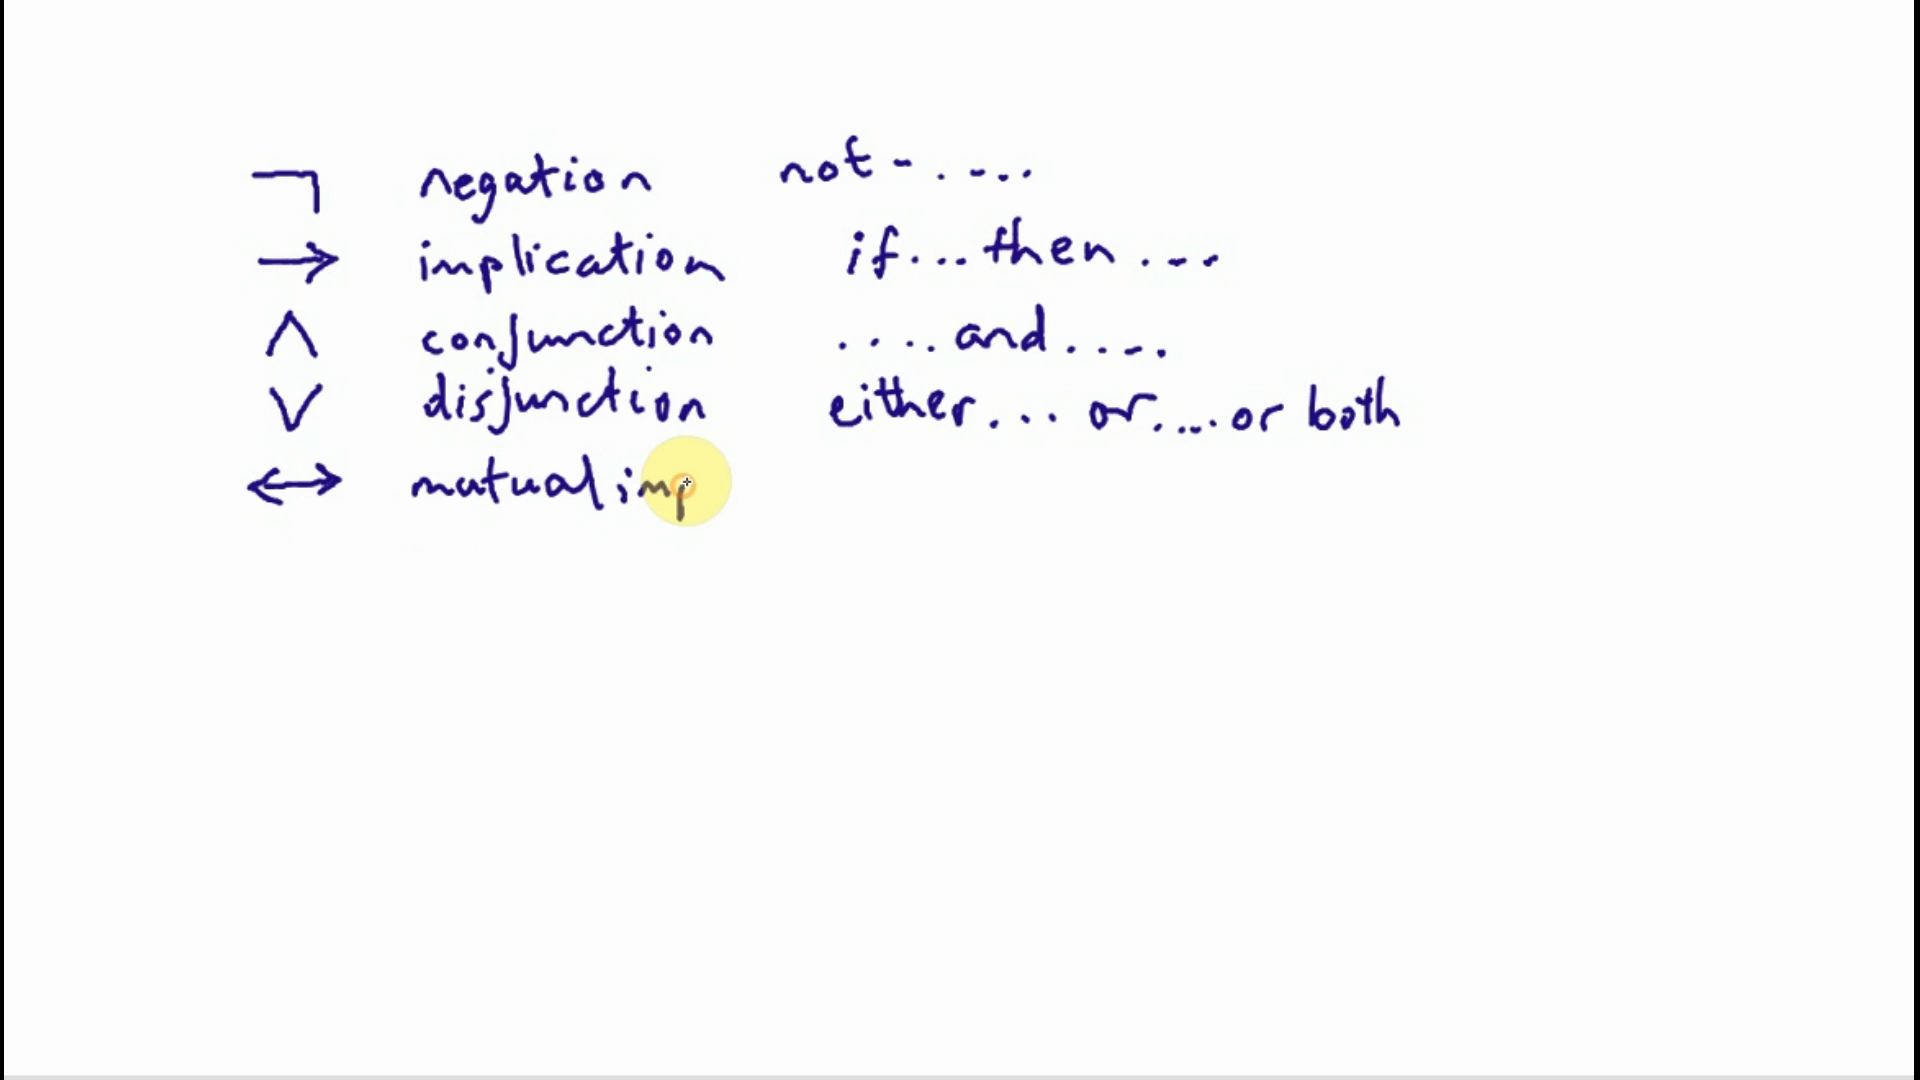 ¬ negation not - . - . .
→ implication if ... then . - -
∧ conjunction .... and . . - .
∨ disjunction either ... or .... or both
↔ mutual imp